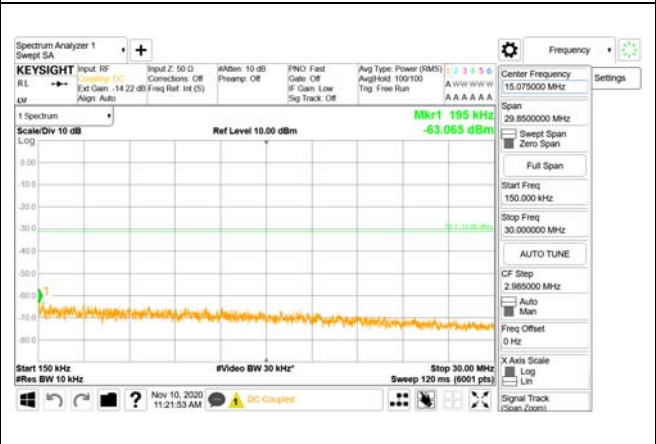 Spectrum Analyzer 1
Swept SA
+
Frequency
KEYSIGHT
RL
Input: RF
Coupling: DC
Ext Gain: -14.22 dB
Align: Auto
Input Z: 50 Ω
Corrections: Off
Freq Ref: Int (S)
#Atten: 10 dB
Preamp: Off
PNO: Fast
Gate: Off
IF Gain: Low
Sig Track: Off
Avg Type: Power (RMS)
Avg|Hold: 100/100
Trig: Free Run
1 2 3 4 5 6
A W W W W W
A A A A A A
1 Spectrum
Scale/Div 10 dB
Ref Level 10.00 dBm
Mkr1 195 kHz
-63.065 dBm
Log
0.00
-10.0
-20.0
-30.0
-40.0
-50.0
-60.0
-70.0
-80.0
1
Start 150 kHz
#Res BW 10 kHz
#Video BW 30 kHz*
Stop 30.00 MHz
Sweep 120 ms (6001 pts)
Nov 10, 2020
11:21:53 AM
DC Coupled
Settings
Center Frequency
15.075000 MHz
Span
29.8500000 MHz
Swept Span
Zero Span
Full Span
Start Freq
150.000 kHz
Stop Freq
30.000000 MHz
AUTO TUNE
CF Step
2.985000 MHz
Auto
Man
Freq Offset
0 Hz
X Axis Scale
Log
Lin
Signal Track
(Span Zoom)